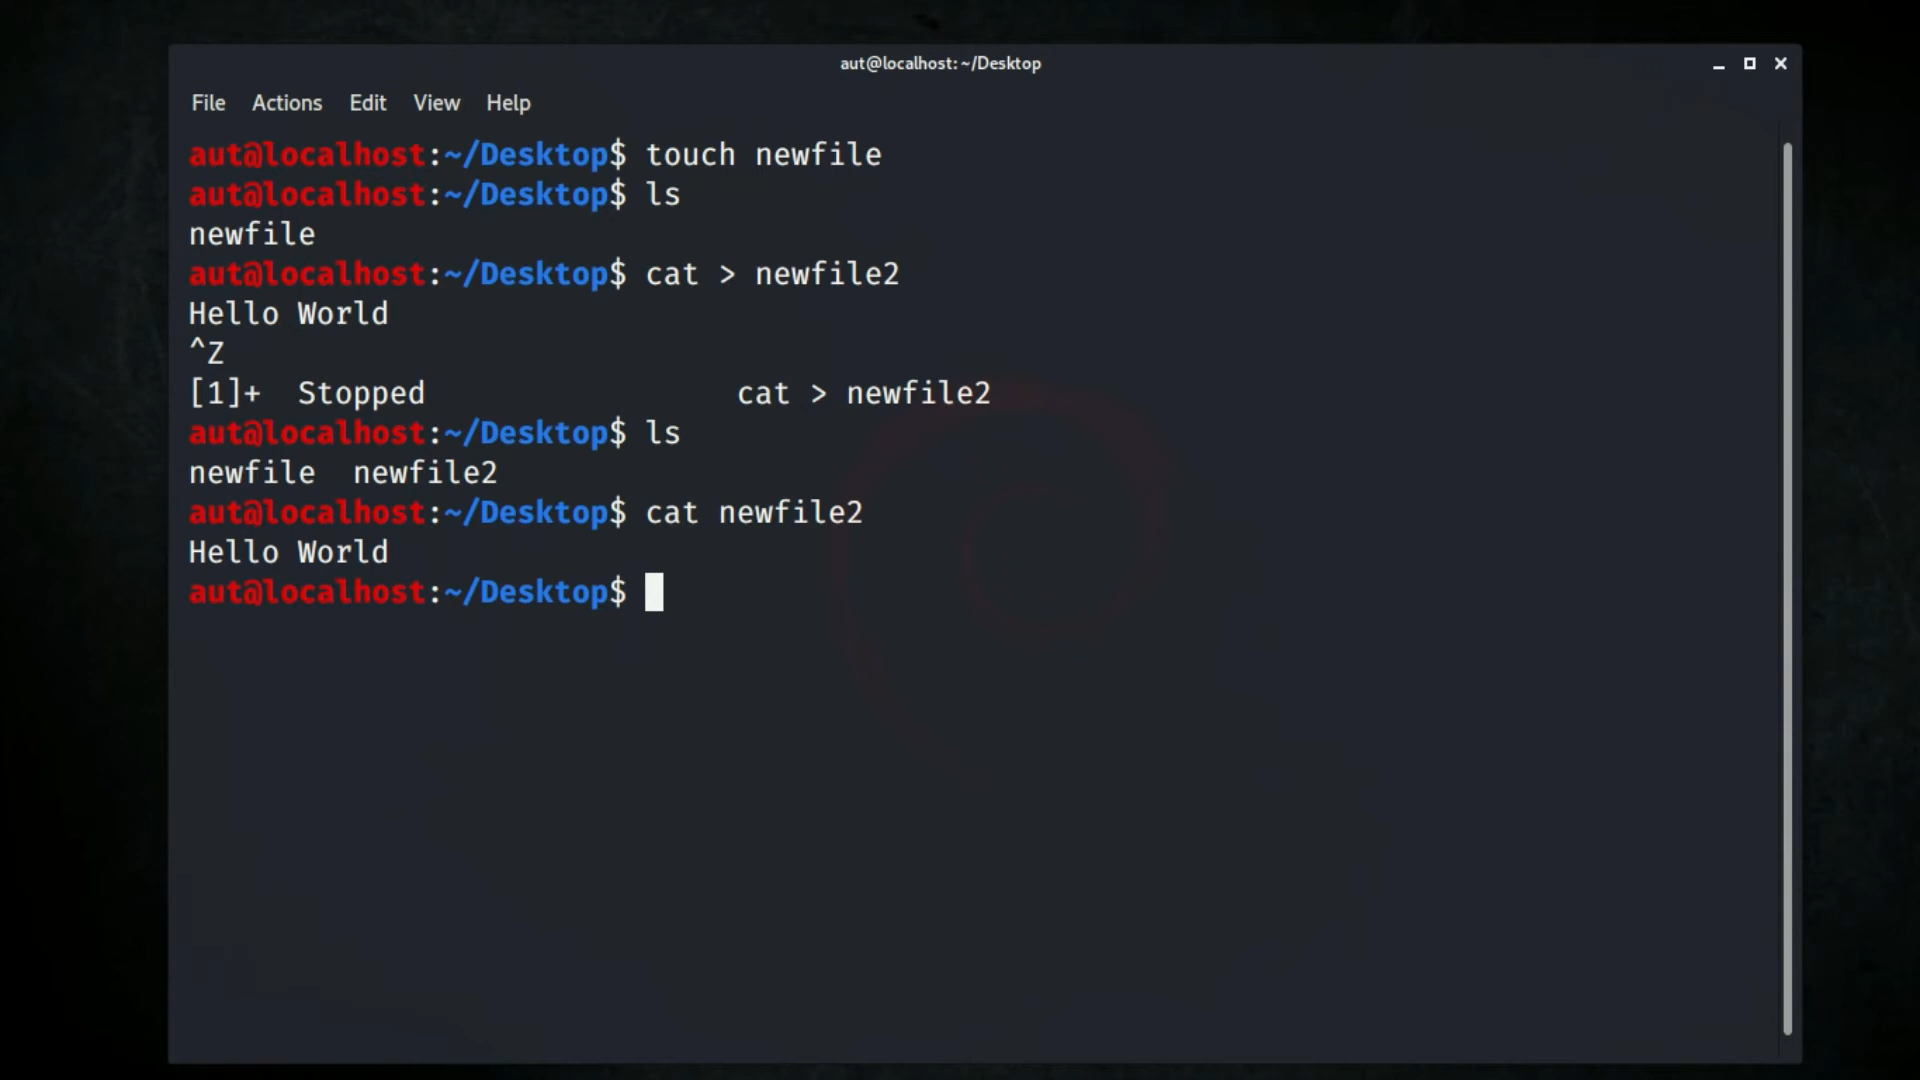 aut@localhost:~/Desktop
File Actions Edit View Help
aut@localhost:~/Desktop$ touch newfile
aut@localhost:~/Desktop$ ls
newfile
aut@localhost:~/Desktop$ cat > newfile2
Hello World
^Z
[1]+  Stopped                 cat > newfile2
aut@localhost:~/Desktop$ ls
newfile  newfile2
aut@localhost:~/Desktop$ cat newfile2
Hello World
aut@localhost:~/Desktop$